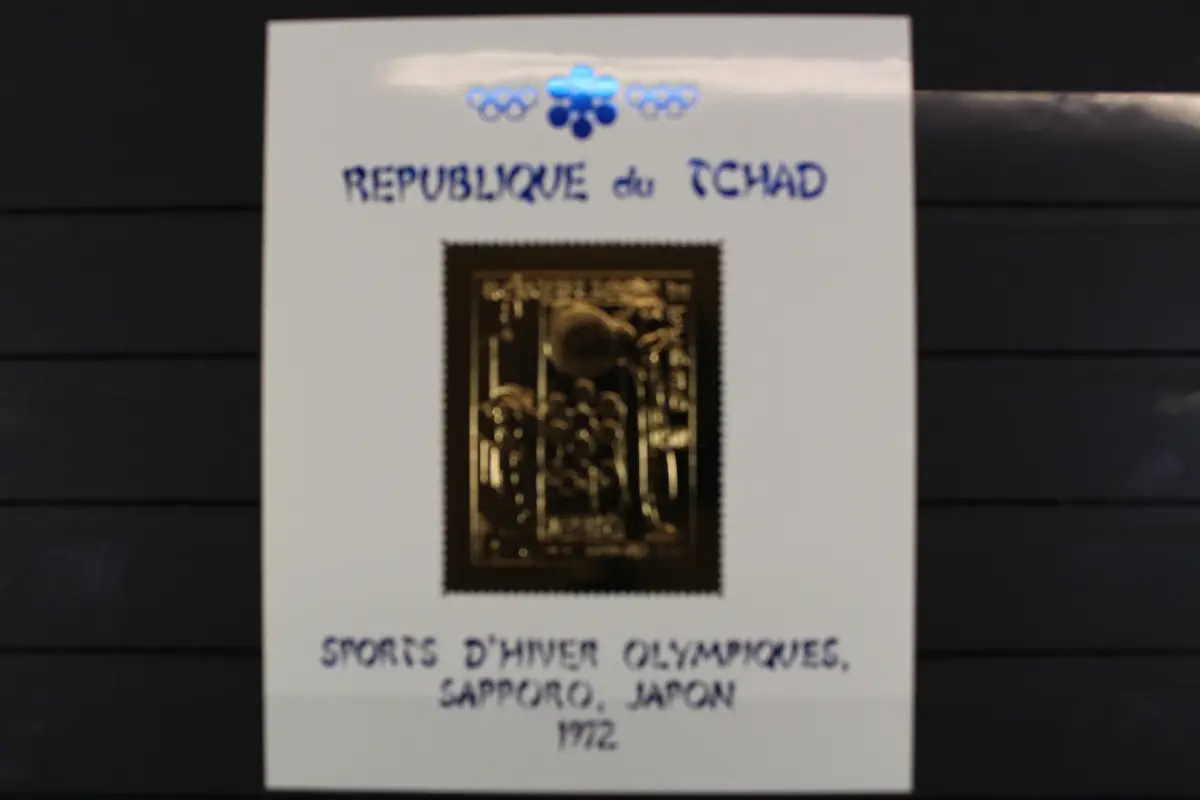 REPUBLIQUE du TCHAD
SPORTS D'HIVER OLYMPIQUES,
SAPPORO, JAPON
1972